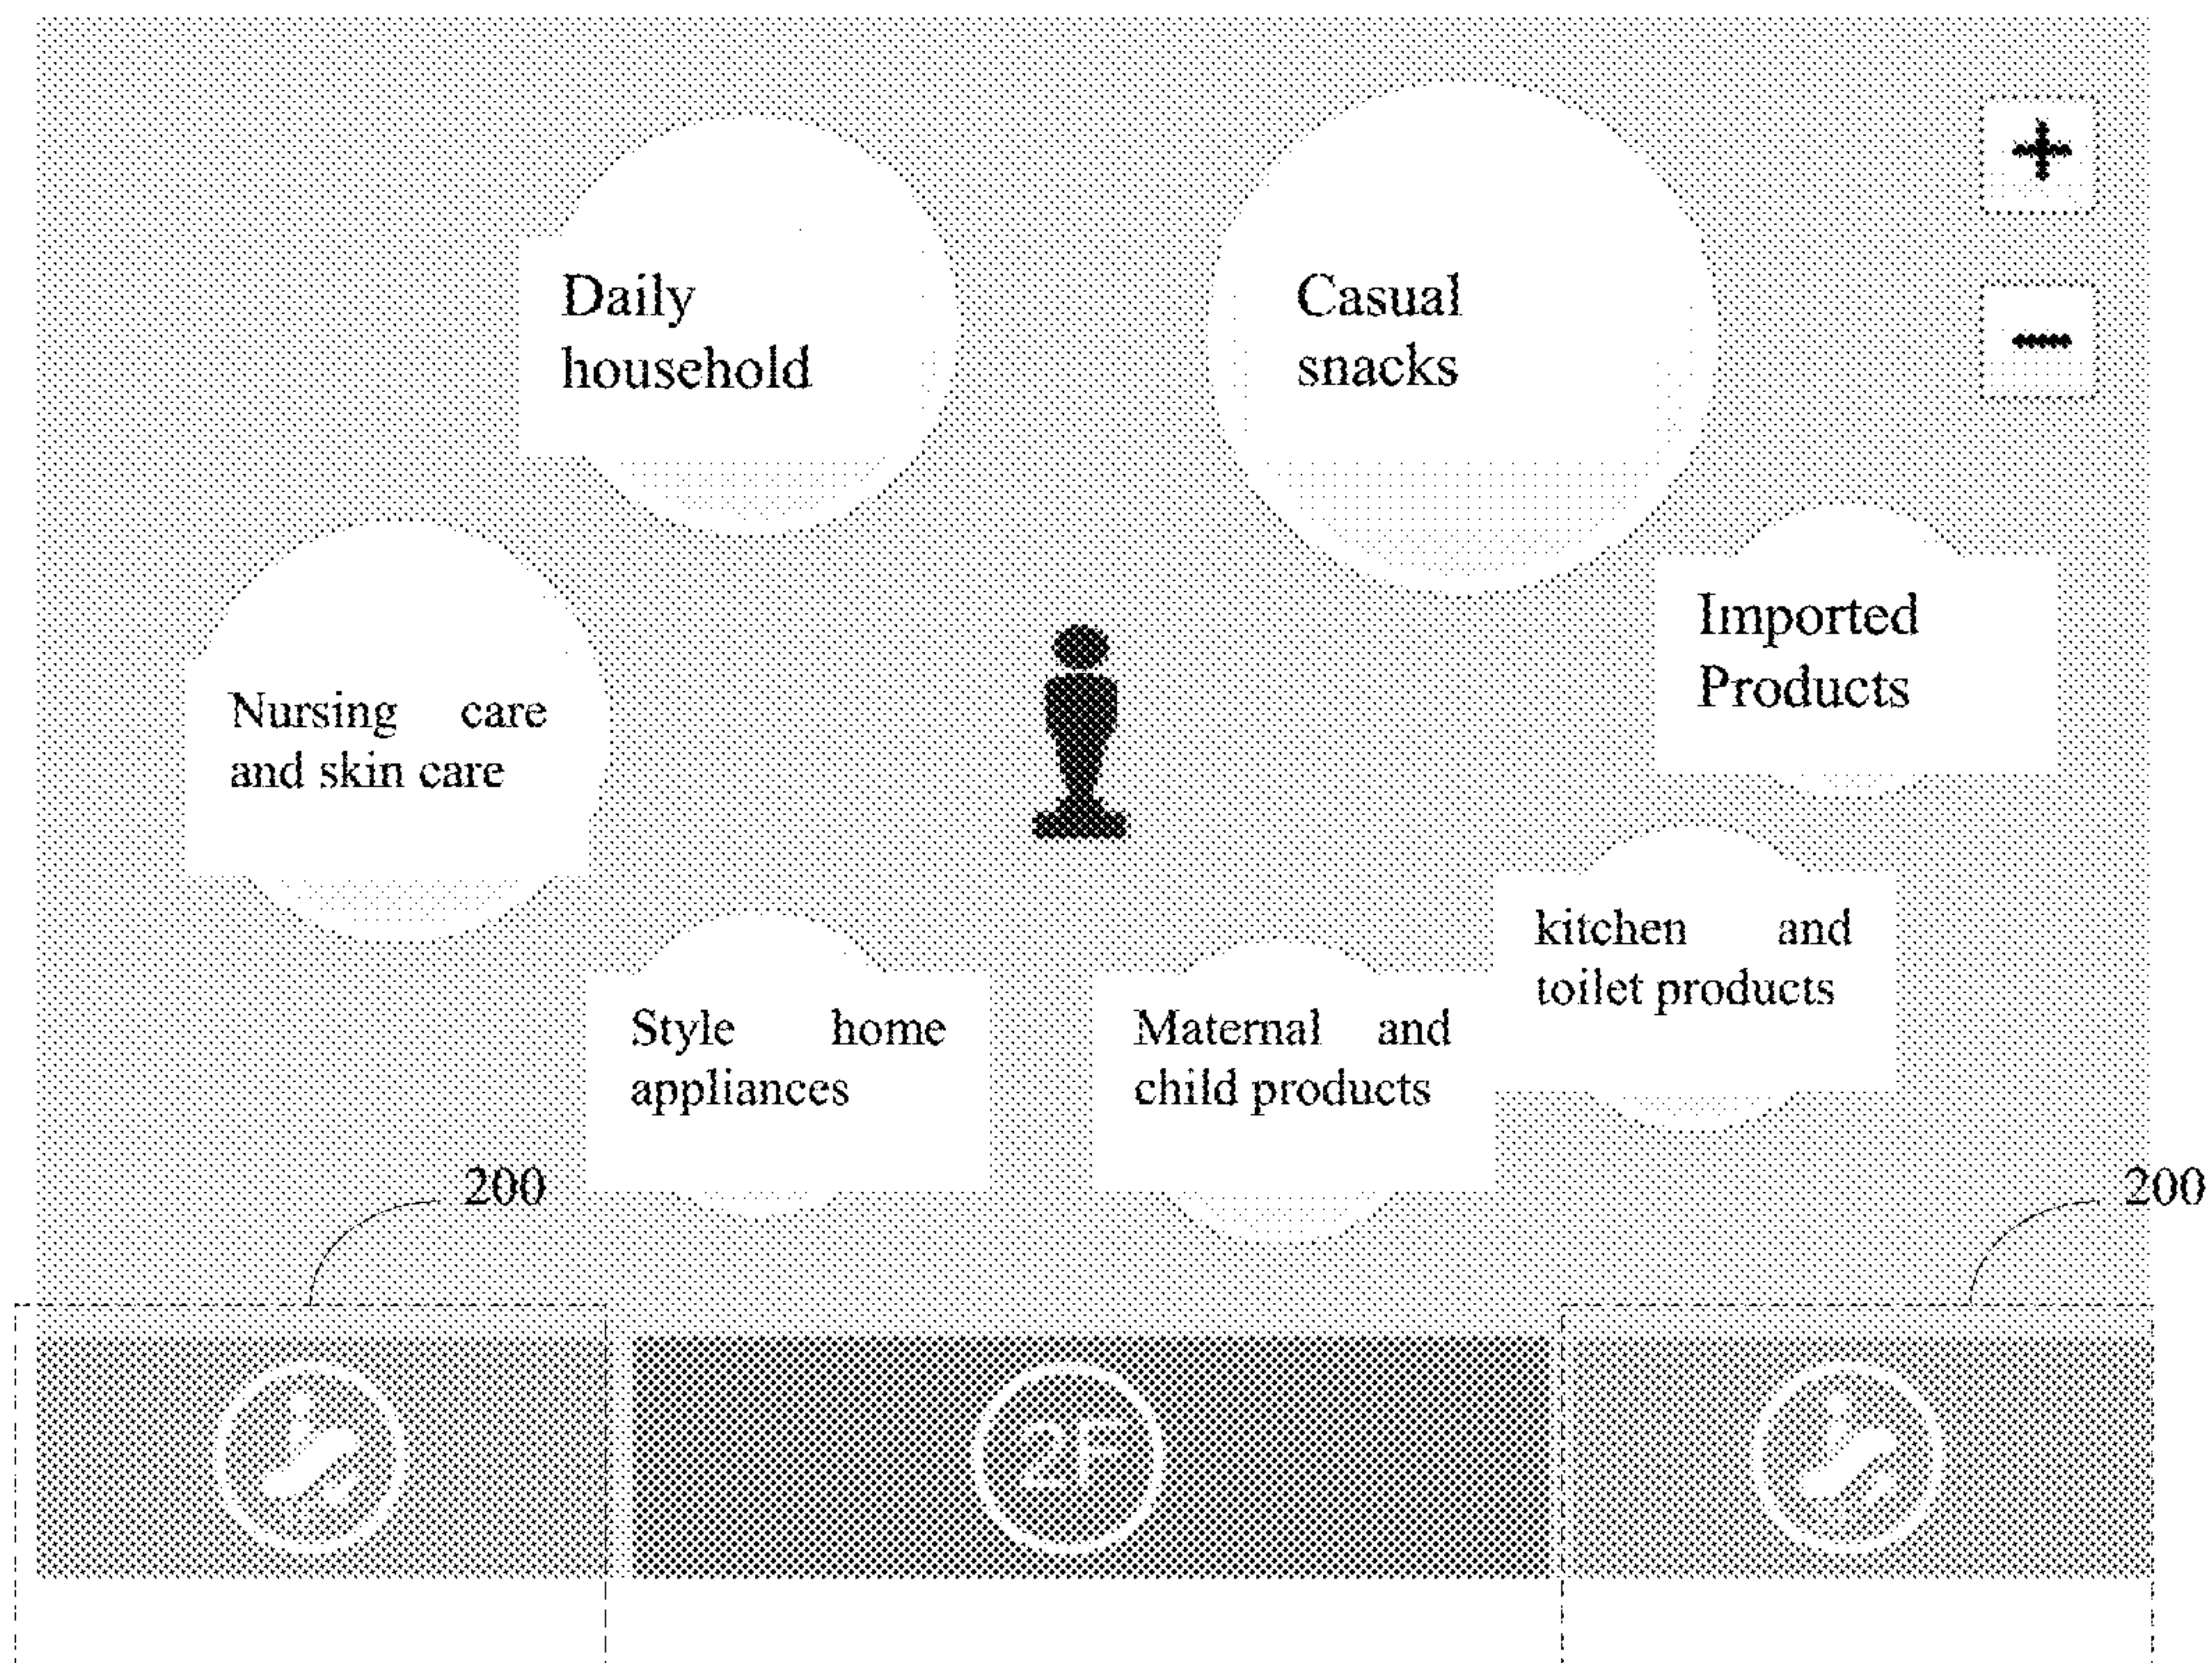 +
Daily
household
Casual
snacks
−
Imported
Products
Nursing care
and skin care
kitchen and
toilet products
Style home
appliances
Maternal and
child products
200
200
2F